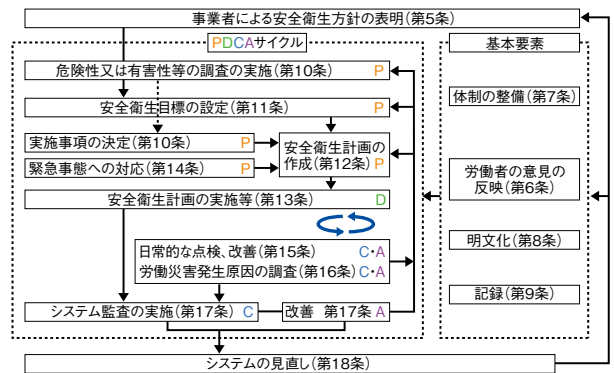 事業者による安全衛生方針の表明(第5条)
PDCAサイクル
基本要素
危険性又は有害性等の調査の実施(第10条) P
体制の整備(第7条)
安全衛生目標の設定(第11条) P
実施事項の決定(第10条) P
安全衛生計画の
作成(第12条) P
緊急事態への対応(第14条) P
労働者の意見の
反映(第6条)
安全衛生計画の実施等(第13条) D
明文化(第8条)
日常的な点検、改善(第15条) C・A
労働災害発生原因の調査(第16条) C・A
記録(第9条)
システム監査の実施(第17条) C
改善 第17条 A
システムの見直し(第18条)